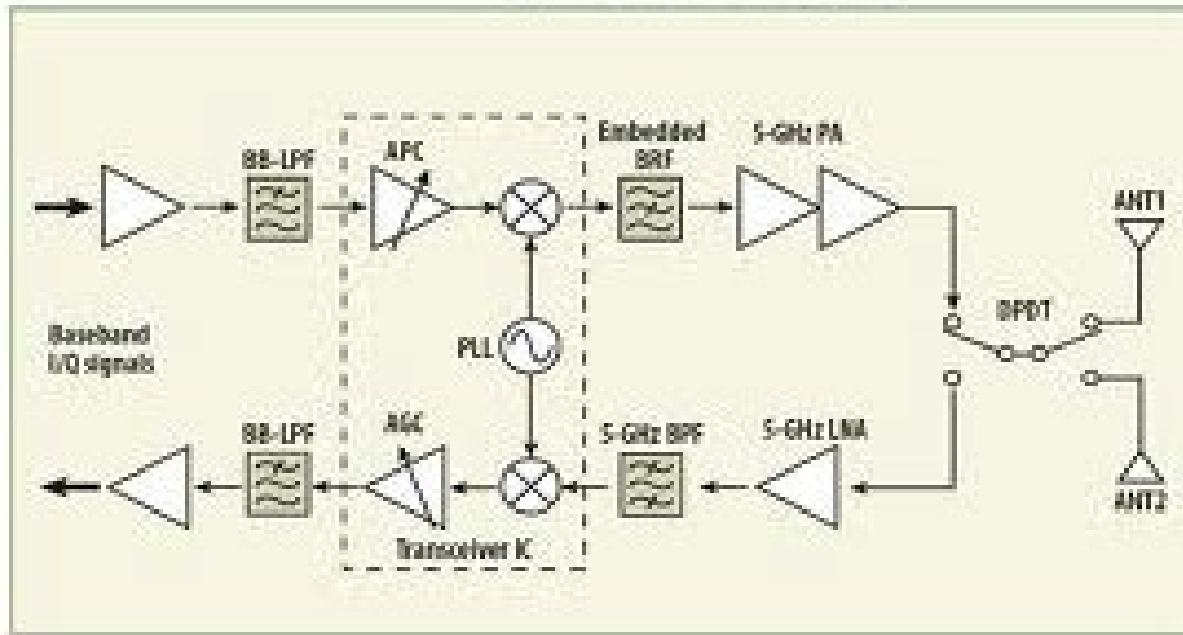 BB-LPF
APC
Embedded
BRF
5-GHz PA
ANT1
DPDT
Baseband
I/Q signals
PLL
BB-LPF
AGC
5-GHz BPF
5-GHz LNA
ANT2
Transceiver IC